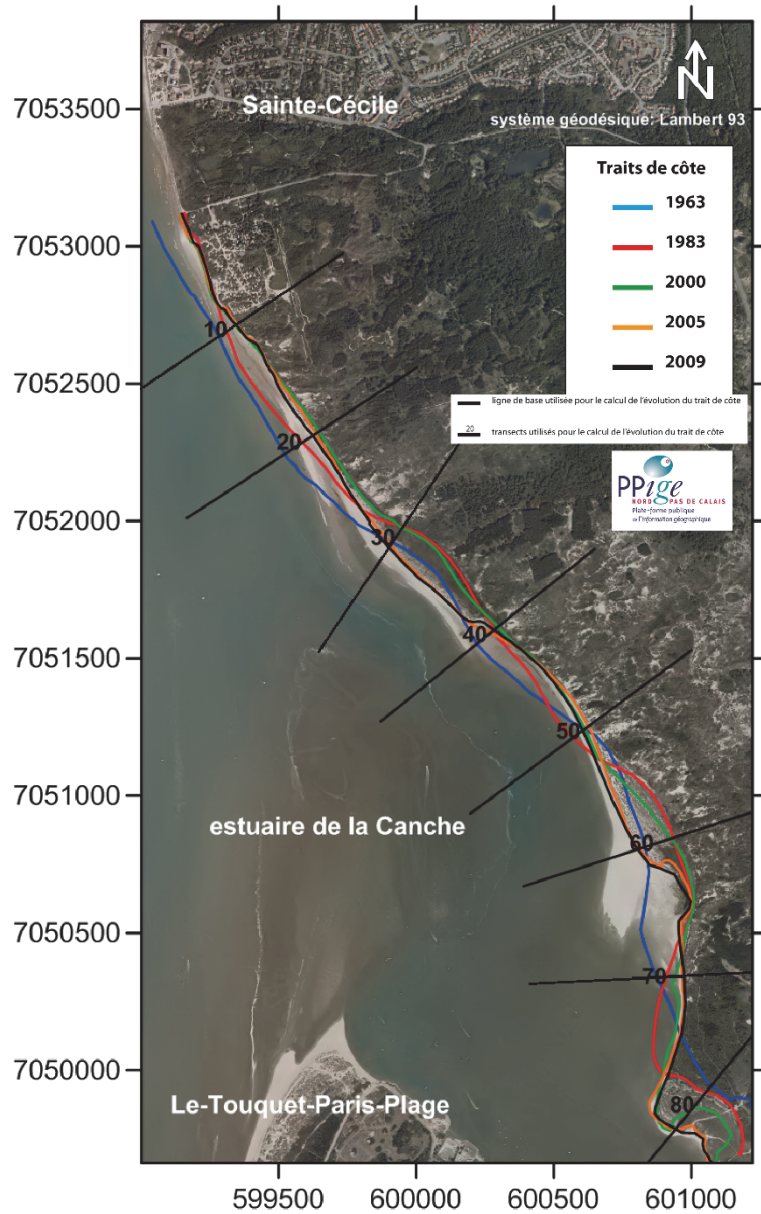 Sainte-Cécile
N
système géodésique: Lambert 93
Traits de côte
1963
1983
2000
2005
2009
ligne de base utilisée pour le calcul de l'évolution du trait de côte
20 transects utilisés pour le calcul de l'évolution du trait de côte
PPige
NORD PAS DE CALAIS
Plate-forme publique
de l'Information géographique
7053500
7053000
7052500
7052000
7051500
7051000
7050500
7050000
10
20
30
40
50
60
70
80
estuaire de la Canche
Le-Touquet-Paris-Plage
599500 600000 600500 601000